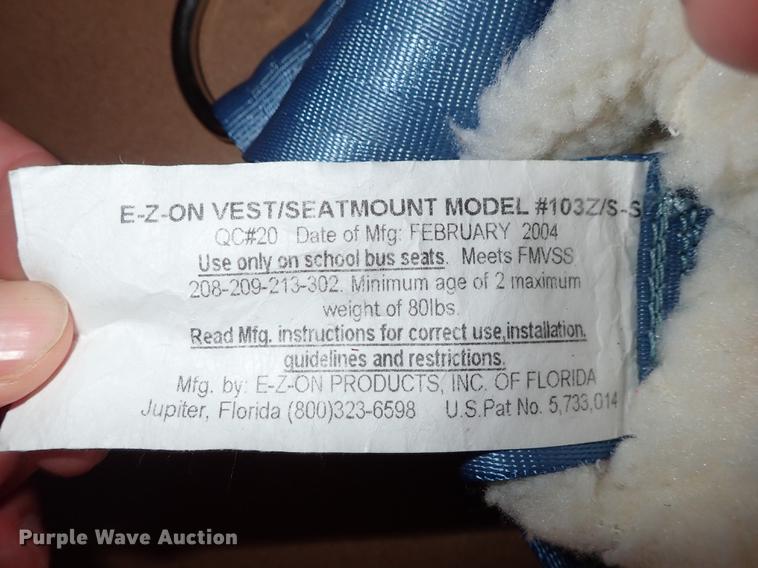 E-Z-ON VEST/SEATMOUNT MODEL #103Z/S-S
QC#20 Date of Mfg: FEBRUARY 2004
Use only on school bus seats. Meets FMVSS
208-209-213-302. Minimum age of 2 maximum
weight of 80lbs.
Read Mfg. instructions for correct use,installation.
guidelines and restrictions.
Mfg. by: E-Z-ON PRODUCTS, INC. OF FLORIDA
Jupiter, Florida (800)323-6598 U.S.Pat No. 5,733,014
Purple Wave Auction